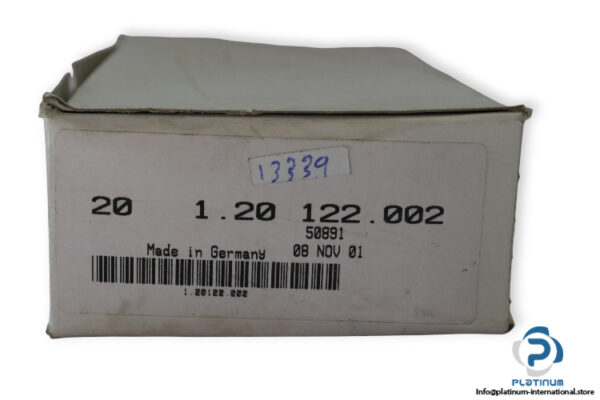 13339
20 1.20 122.002
50891
Made in Germany 08 NOV 01
1.20122.002
PLATINUM
Info@platinum-international.store